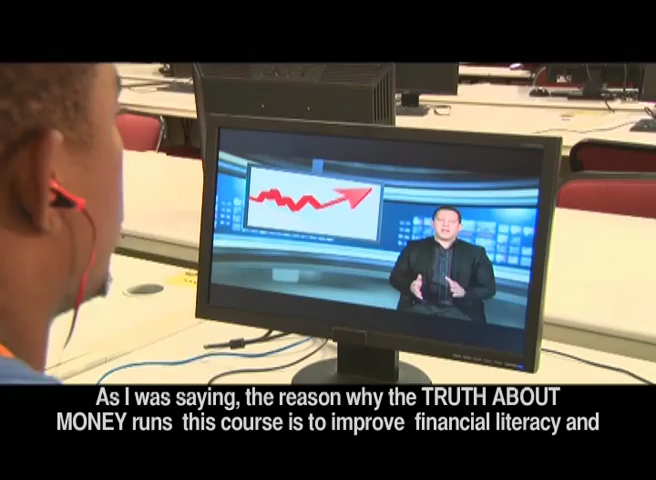 As I was saying, the reason why the TRUTH ABOUT
MONEY runs this course is to improve financial literacy and